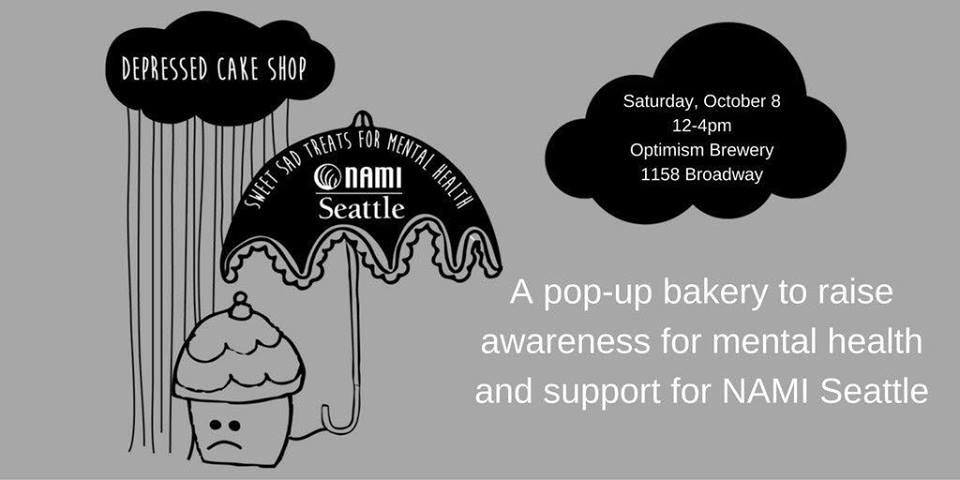 DEPRESSED CAKE SHOP
SWEET SAD TREATS FOR MENTAL HEALTH
NAMI
Seattle
Saturday, October 8
12-4pm
Optimism Brewery
1158 Broadway
A pop-up bakery to raise
awareness for mental health
and support for NAMI Seattle